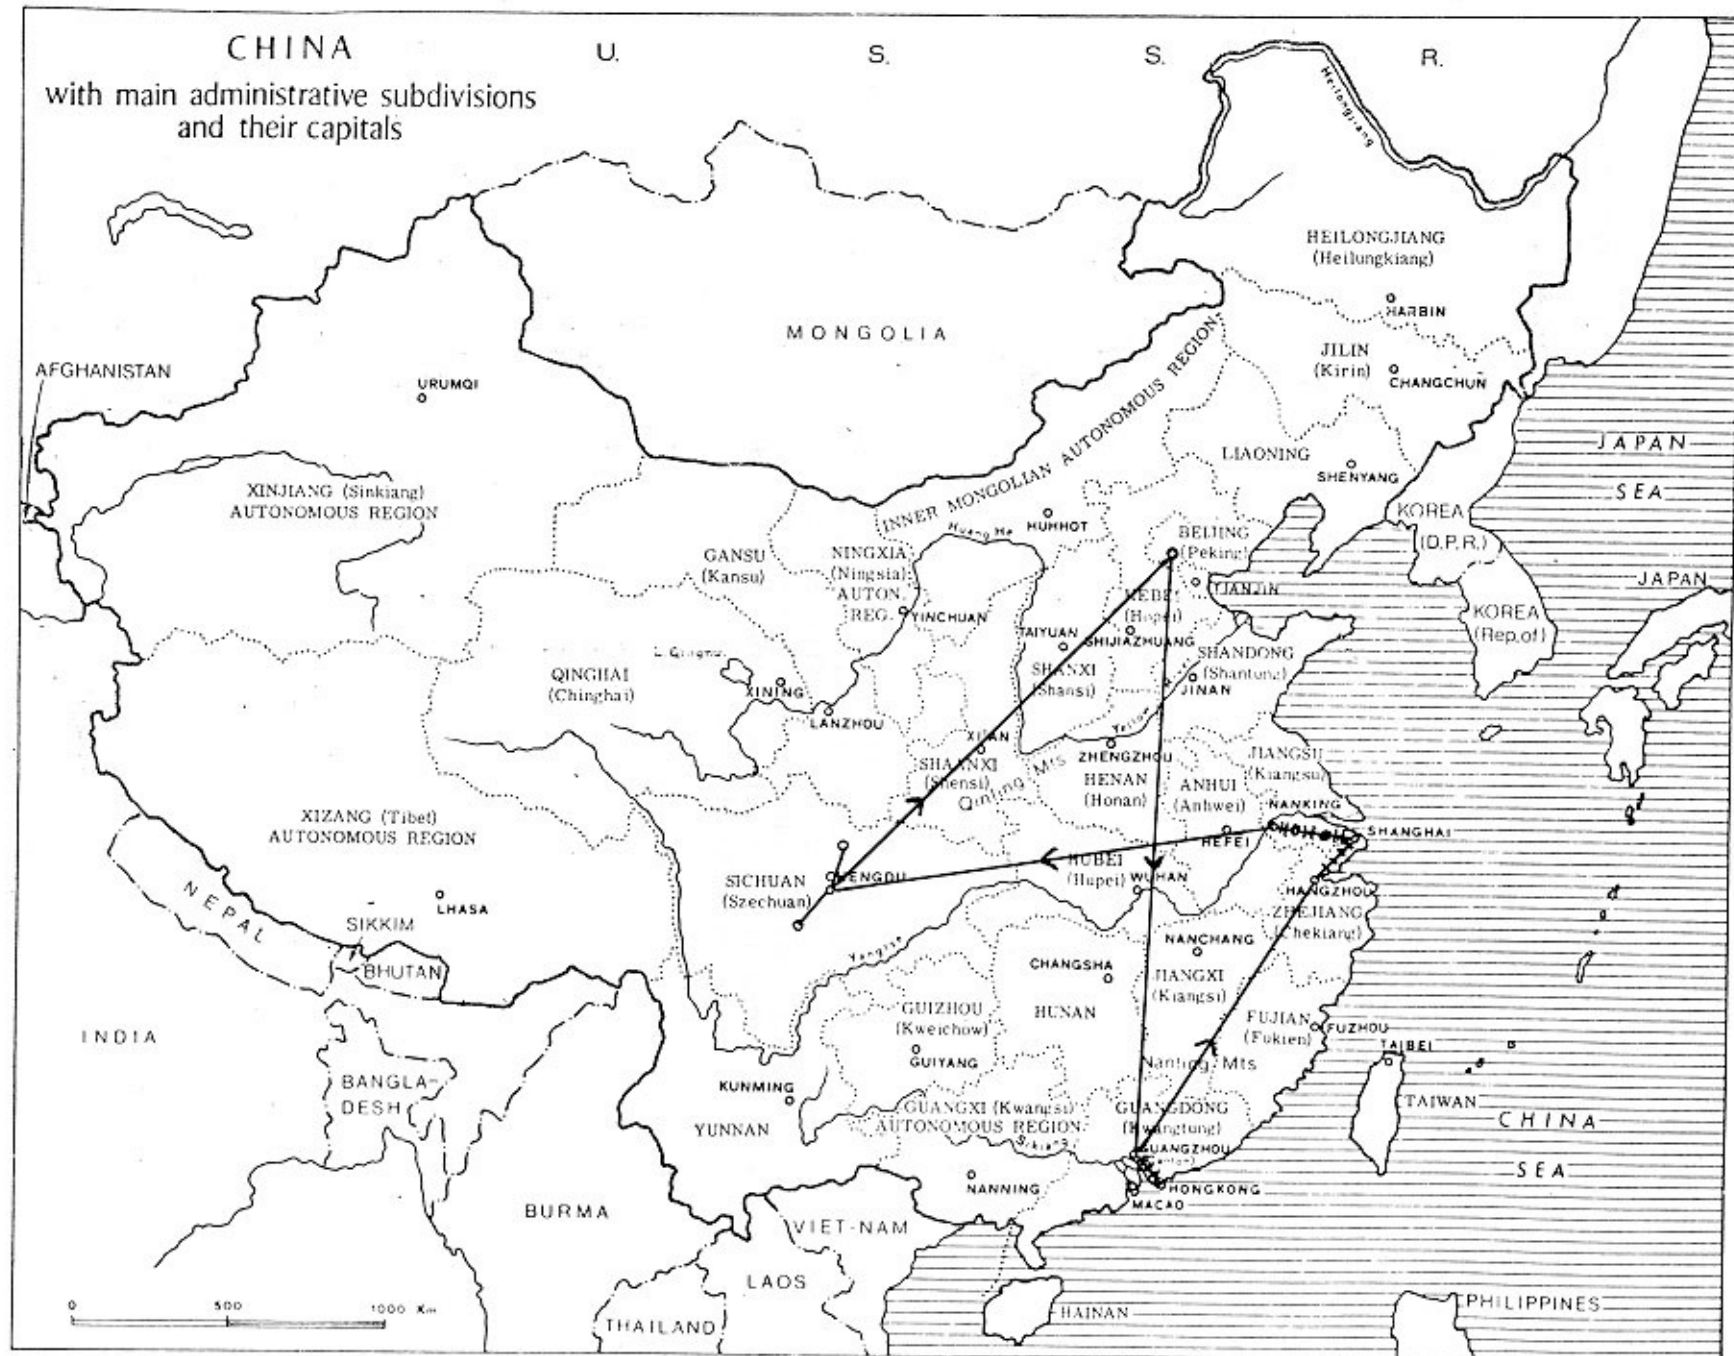 CHINA
with main administrative subdivisions
and their capitals
U. S. S. R.
Heilongjiang
HEILONGJIANG
(Heilungkiang)
HARBIN
MONGOLIA
JILIN
(Kirin)
CHANGCHUN
AFGHANISTAN
URUMQI
INNER MONGOLIAN AUTONOMOUS REGION
LIAONING
SHENYANG
JAPAN
SEA
XINJIANG (Sinkiang)
AUTONOMOUS REGION
HUHHOT
Huang He
KOREA
(D.P.R.)
BEIJING
(Peking)
GANSU
(Kansu)
NINGXIA
(Ningsia)
AUTON.
REG.
YINCHUAN
TIANJIN
HEBEI
(Hopei)
JAPAN
KOREA
(Rep.of)
TAIYUAN
SHIJIAZHUANG
SHANXI
(Shansi)
SHANDONG
(Shantung)
JINAN
QINGHAI
(Chinghai)
XINING
LANZHOU
Yellow
XI'AN
SHAANXI
(Shensi)
Qinling Mts
ZHENGZHOU
HENAN
(Honan)
ANHUI
(Anhwei)
JIANGSU
(Kiangsu)
NANKING
SHANGHAI
HEFEI
XIZANG (Tibet)
AUTONOMOUS REGION
SICHUAN
(Szechuan)
HUBEI
(Hupei)
WUHAN
HANGZHOU
ZHEJIANG
(Chekiang)
NEPAL
LHASA
SIKKIM
BHUTAN
Yangtse
NANCHANG
CHANGSHA
JIANGXI
(Kiangsi)
HUNAN
GUIZHOU
(Kweichow)
GUIYANG
FUJIAN
(Fukien)
FUZHOU
TAIBEI
TAIWAN
INDIA
BANGLA-
DESH
KUNMING
YUNNAN
Nanling Mts
GUANGXI (Kwangsi)
AUTONOMOUS REGION
GUANGDONG
(Kwangtung)
GUANGZHOU
CHINA
SEA
NANNING
HONGKONG
MACAO
BURMA
VIET-NAM
LAOS
THAILAND
HAINAN
PHILIPPINES
0 500 1000 Km